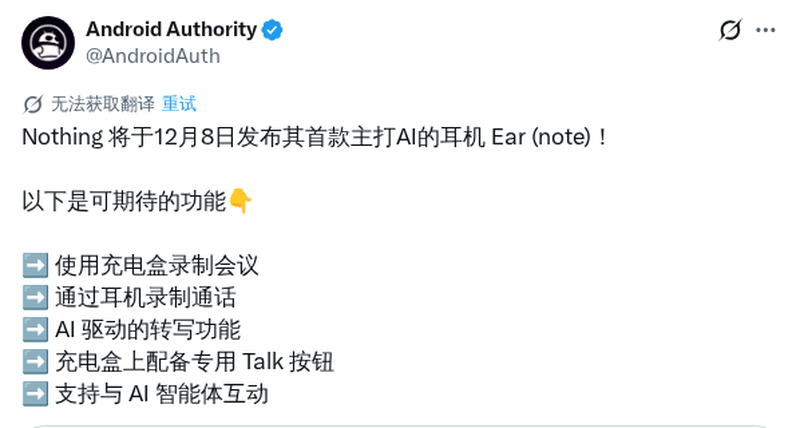 Android Authority
@AndroidAuth
无法获取翻译 重试
Nothing 将于12月8日发布其首款主打AI的耳机 Ear (note)！
以下是可期待的功能👇
➡️ 使用充电盒录制会议
➡️ 通过耳机录制通话
➡️ AI 驱动的转写功能
➡️ 充电盒上配备专用 Talk 按钮
➡️ 支持与 AI 智能体互动